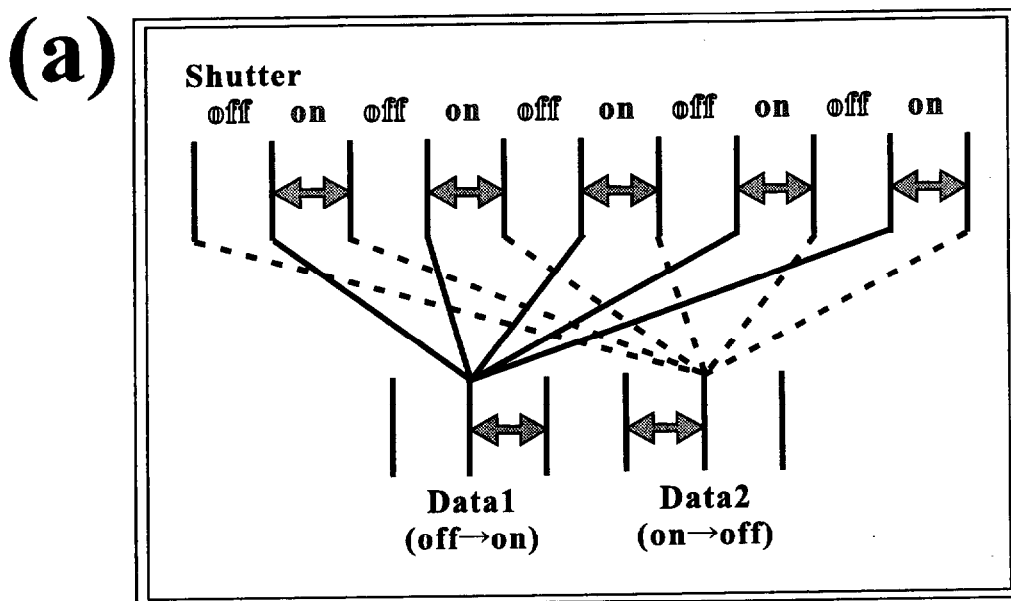 (a)
Shutter
off on off on off on off on off on
Data1 Data2
(off→on) (on→off)